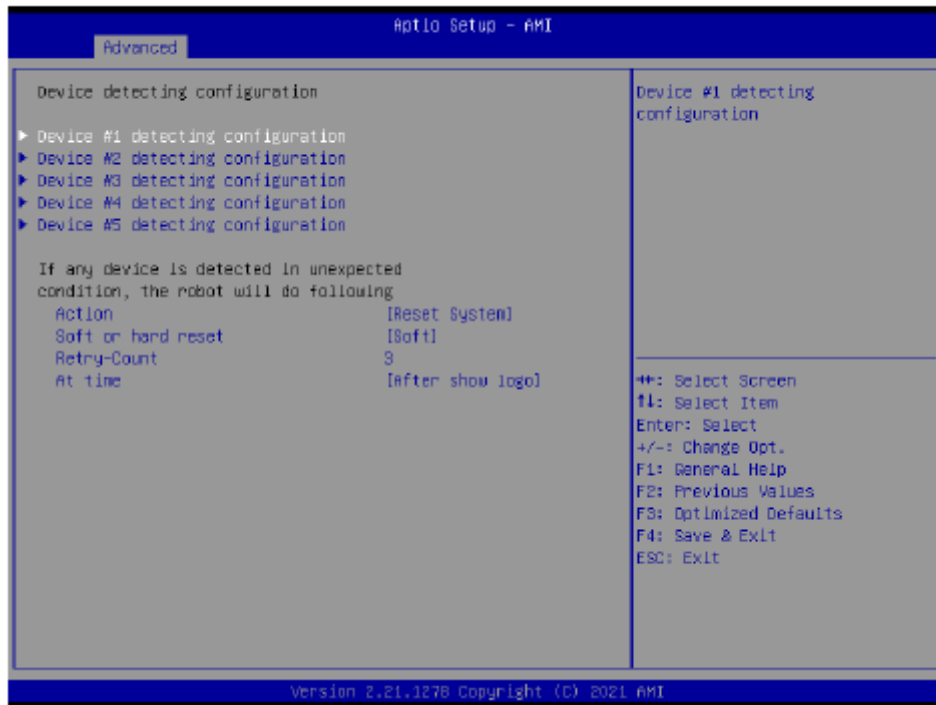 Aptio Setup - AMI
Advanced
Device detecting configuration
Device #1 detecting configuration
Device #2 detecting configuration
Device #3 detecting configuration
Device #4 detecting configuration
Device #5 detecting configuration
If any device is detected in unexpected
condition, the robot will do following
Action [Reset System]
Soft or hard reset [Soft]
Retry-Count 3
At time [After show logo]
Device #1 detecting
configuration
→←: Select Screen
↑↓: Select Item
Enter: Select
+/-: Change Opt.
F1: General Help
F2: Previous Values
F3: Optimized Defaults
F4: Save & Exit
ESC: Exit
Version 2.21.1278 Copyright (C) 2021 AMI